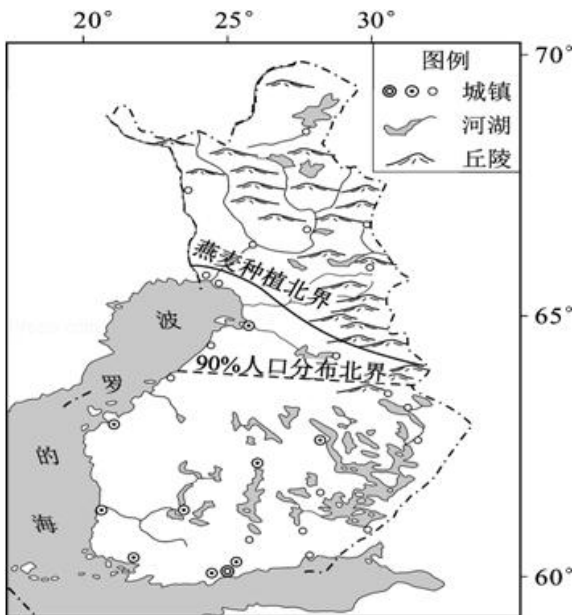 20° 25° 30°
70°
图例
城镇
河湖
丘陵
燕麦种植北界
65°
波
罗
的
海
90%人口分布北界
60°